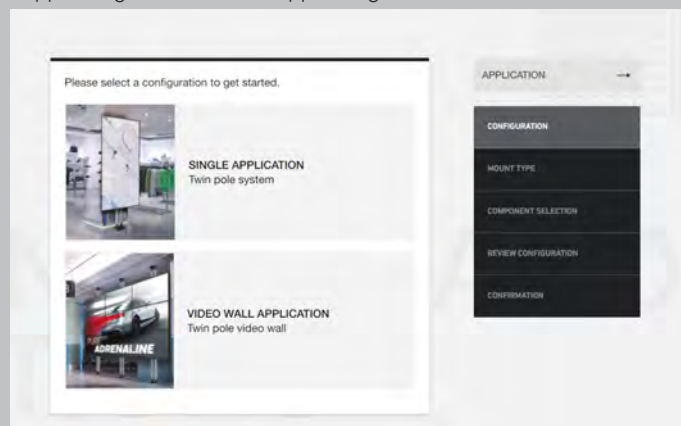 Please select a configuration to get started.
SINGLE APPLICATION
Twin pole system
VIDEO WALL APPLICATION
Twin pole video wall
ADRENALINE
APPLICATION →
CONFIGURATION
MOUNT TYPE
COMPONENT SELECTION
REVIEW CONFIGURATION
CONFIRMATION